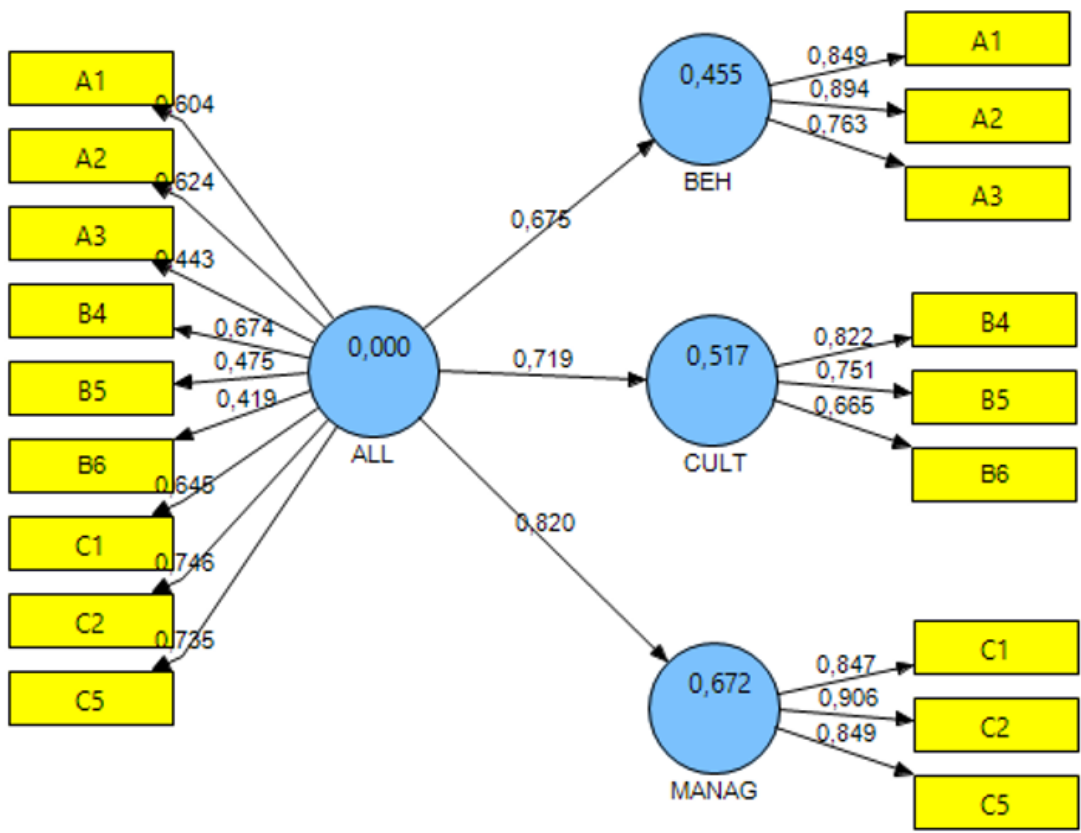 A1
0,604
A2
0,624
A3
0,443
B4
0,674
B5
0,475
B6
0,419
C1
0,645
C2
0,746
C5
0,735
0,000
ALL
0,675
0,719
0,820
0,455
BEH
0,849
0,894
0,763
A1
A2
A3
0,517
CULT
0,822
0,751
0,665
B4
B5
B6
0,672
MANAG
0,847
0,906
0,849
C1
C2
C5